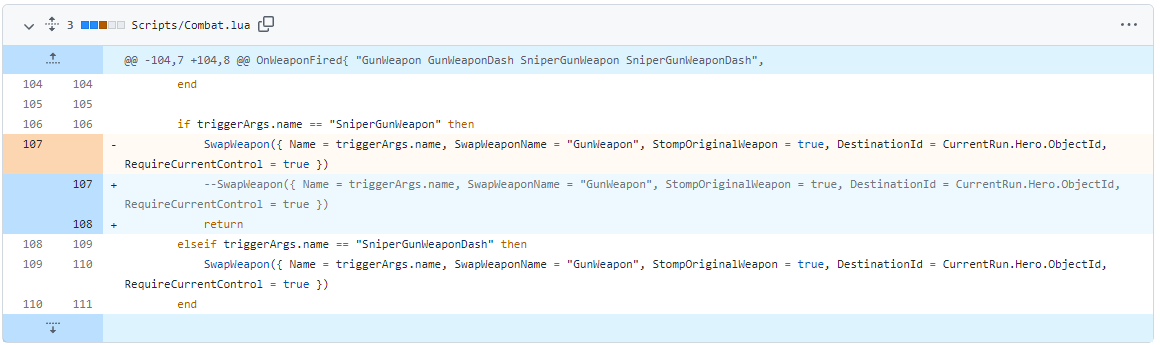 3 Scripts/Combat.lua
@@ -104,7 +104,8 @@ OnWeaponFired{ "GunWeapon GunWeaponDash SniperGunWeapon SniperGunWeaponDash",
104 104 end
105 105
106 106 if triggerArgs.name == "SniperGunWeapon" then
107 - SwapWeapon({ Name = triggerArgs.name, SwapWeaponName = "GunWeapon", StompOriginalWeapon = true, DestinationId = CurrentRun.Hero.ObjectId,
RequireCurrentControl = true })
107 + --SwapWeapon({ Name = triggerArgs.name, SwapWeaponName = "GunWeapon", StompOriginalWeapon = true, DestinationId = CurrentRun.Hero.ObjectId,
RequireCurrentControl = true })
108 + return
108 109 elseif triggerArgs.name == "SniperGunWeaponDash" then
109 110 SwapWeapon({ Name = triggerArgs.name, SwapWeaponName = "GunWeapon", StompOriginalWeapon = true, DestinationId = CurrentRun.Hero.ObjectId,
RequireCurrentControl = true })
110 111 end